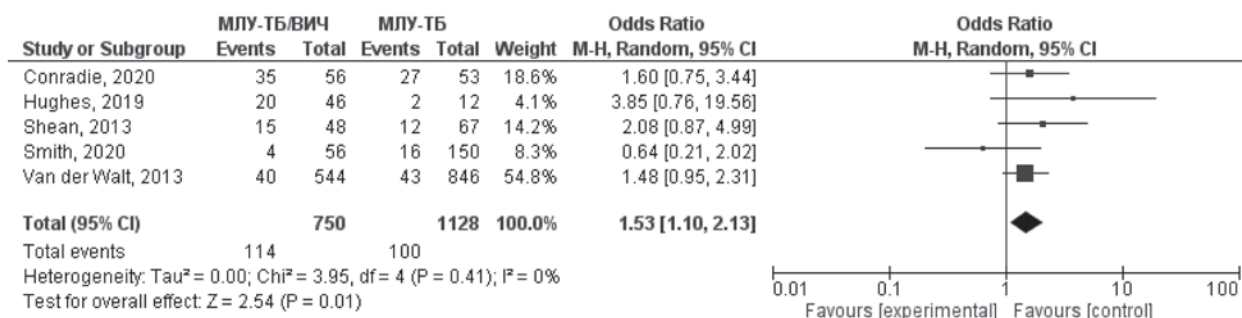 МЛУ-ТБ/ВИЧ МЛУ-ТБ Odds Ratio Odds Ratio
Study or Subgroup Events Total Events Total Weight M-H, Random, 95% CI M-H, Random, 95% CI
Conradie, 2020 35 56 27 53 18.6% 1.60 [0.75, 3.44]
Hughes, 2019 20 46 2 12 4.1% 3.85 [0.76, 19.56]
Shean, 2013 15 48 12 67 14.2% 2.08 [0.87, 4.99]
Smith, 2020 4 56 16 150 8.3% 0.64 [0.21, 2.02]
Van der Walt, 2013 40 544 43 846 54.8% 1.48 [0.95, 2.31]
Total (95% CI) 750 1128 100.0% 1.53 [1.10, 2.13]
Total events 114 100
Heterogeneity: Tau² = 0.00; Chi² = 3.95, df = 4 (P = 0.41); I² = 0%
Test for overall effect: Z = 2.54 (P = 0.01)
0.01 0.1 1 10 100
Favours [experimental] Favours [control]